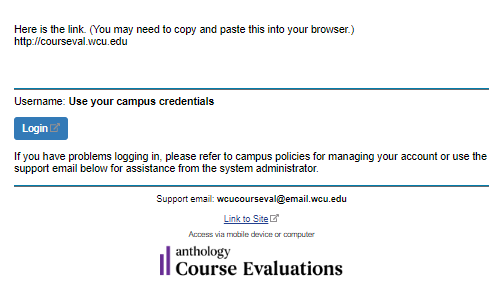 Here is the link. (You may need to copy and paste this into your browser.)
http://courseval.wcu.edu
Username: Use your campus credentials
Login
If you have problems logging in, please refer to campus policies for managing your account or use the
support email below for assistance from the system administrator.
Support email: wcucourseval@email.wcu.edu
Link to Site
Access via mobile device or computer
anthology
Course Evaluations